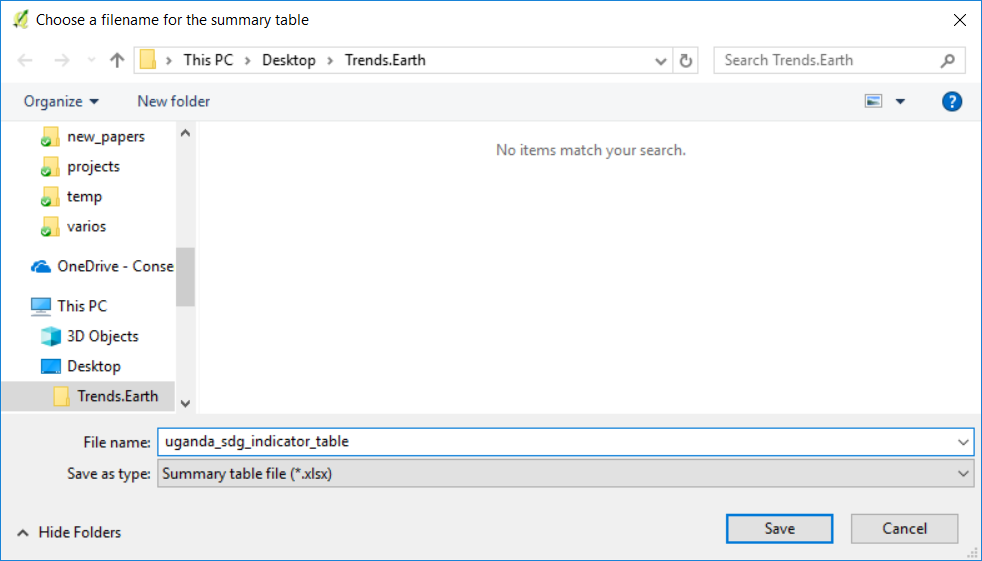 Choose a filename for the summary table
This PC > Desktop > Trends.Earth
Search Trends.Earth
Organize
New folder
new_papers
projects
temp
varios
OneDrive - Conse
This PC
3D Objects
Desktop
Trends.Earth
No items match your search.
File name: uganda_sdg_indicator_table
Save as type: Summary table file (*.xlsx)
Hide Folders
Save
Cancel